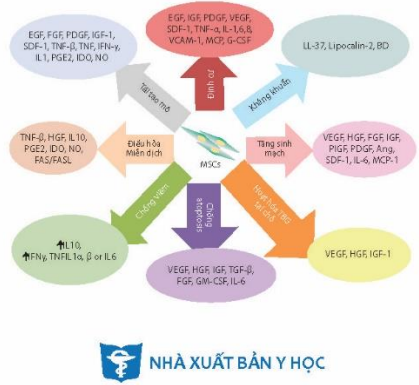 EGF, IGF, PDGF, VEGF,
SDF-1, TNF-α, IL-1,6,8,
VCAM-1, MCP, G-CSF
Định cư
EGF, FGF, PDGF, IGF-1,
SDF-1, TNF-β, TNF, IFN-γ,
IL1, PGE2, IDO, NO
Tái tạo mô
LL-37, Lipocalin-2, BD
Kháng khuẩn
TNF-β, HGF, IL10,
PGE2, IDO, NO,
FAS/FASL
Điều hòa
Miễn dịch
MSCs
Tăng sinh
mạch
VEGF, HGF, FGF, IGF,
PlGF, PDGF, Ang,
SDF-1, IL-6, MCP-1
Chống viêm
↑IL10,
↑IFNγ, TNFIL1α, β or IL6
Chống
apoptosis
VEGF, HGF, IGF, TGF-β,
FGF, GM-CSF, IL-6
Hoạt hóa TBG
tại chỗ
VEGF, HGF, IGF-1
NHÀ XUẤT BẢN Y HỌC